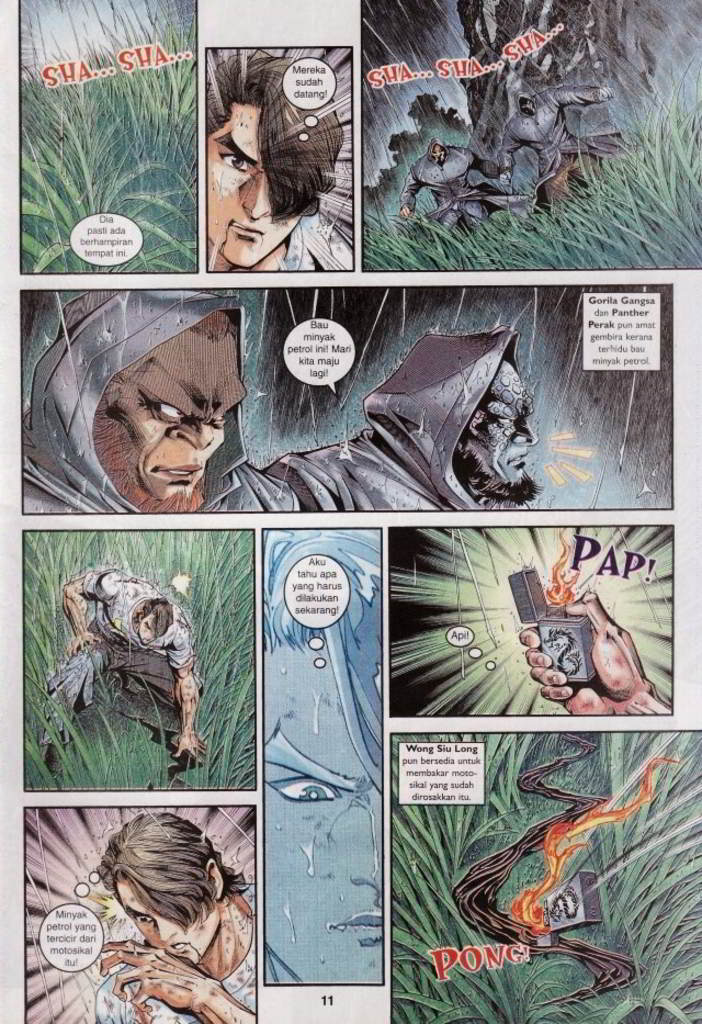 SHA... SHA...
Dia
pasti ada
berhampiran
tempat ini.
Mereka
sudah
datang!
SHA... SHA... SHA...
Bau
minyak
petrol ini! Mari
kita maju
lagi!
Gorila Gangsa
dan Panther
Perak pun amat
gembira kerana
terhidu bau
minyak petrol.
Minyak
petrol yang
tercicir dari
motosikal
itu!
Aku
tahu apa
yang harus
dilakukan
sekarang!
PAP!
Api!
Wong Siu Long
pun bersedia untuk
membakar moto-
sikal yang sudah
dirosakkan itu.
PONG!
11